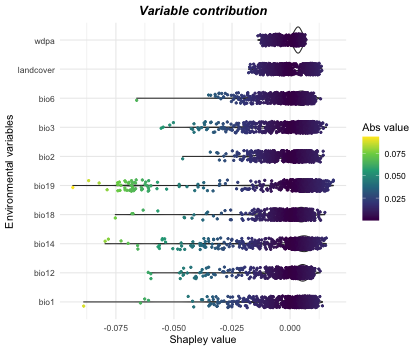 Variable contribution
Environmental variables
wdpa
landcover
bio6
bio3
bio2
bio19
bio18
bio14
bio12
bio1
-0.075
-0.050
-0.025
0.000
Shapley value
Abs value
0.075
0.050
0.025